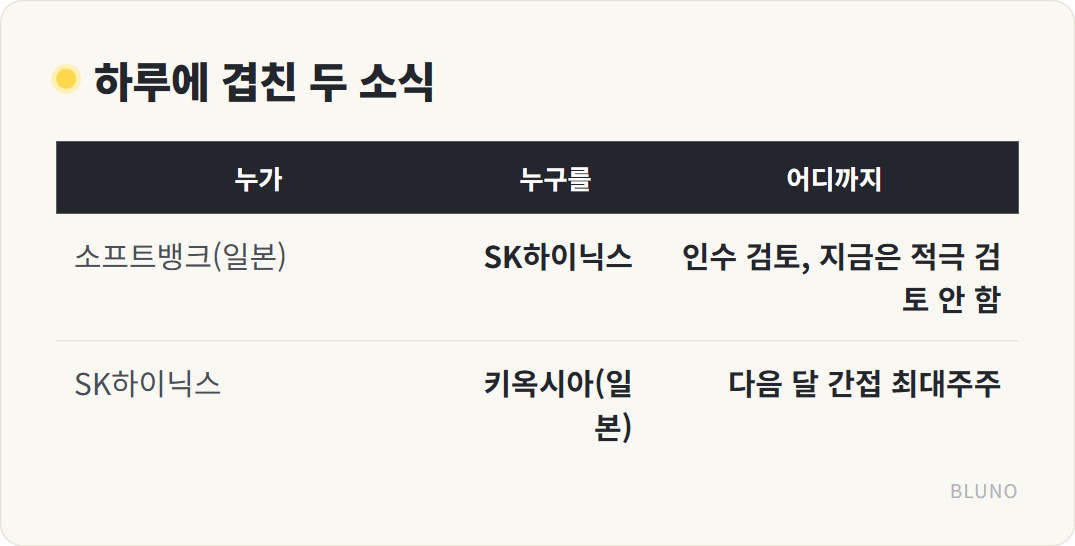 하루에 겹친 두 소식
누가 누구를 어디까지
소프트뱅크(일본) SK하이닉스 인수 검토, 지금은 적극 검
토 안 함
SK하이닉스 키옥시아(일 다음 달 간접 최대주주
본)
BLUNO